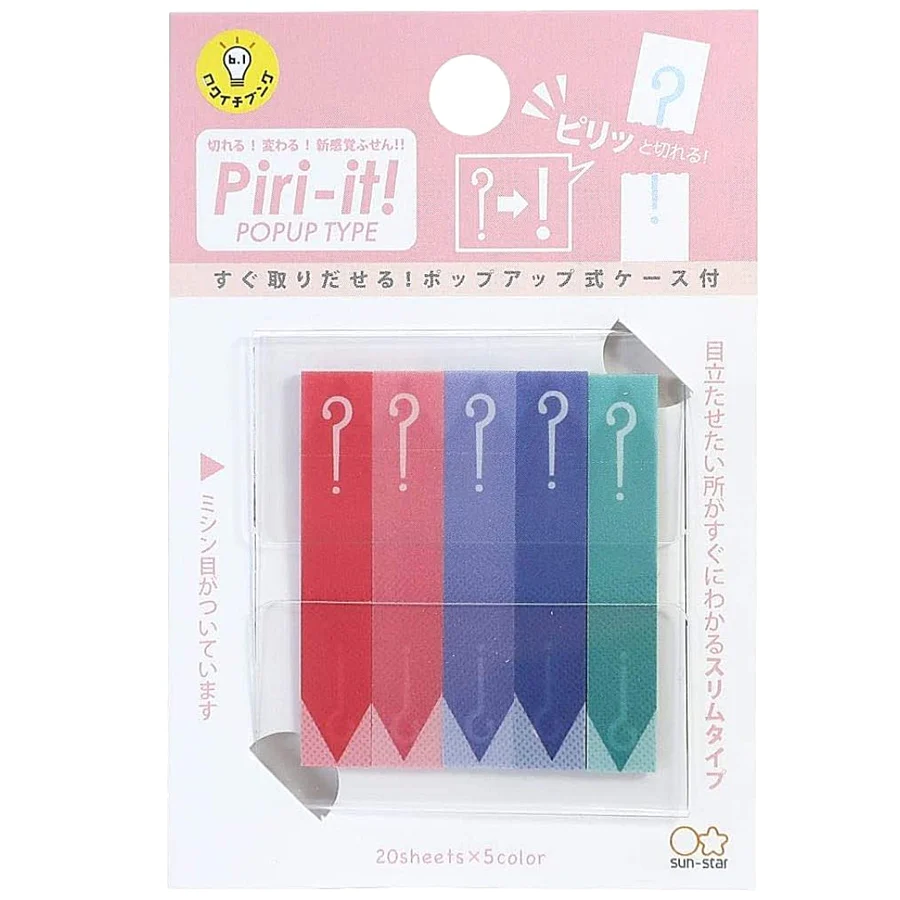 6.1
ロクイチブング
切れる！変わる！新感覚ふせん!!
Piri-it!
POPUP TYPE
?→!
ピリッと切れる!
?
!
すぐ取りだせる！ポップアップ式ケース付
目立たせたい所がすぐにわかるスリムタイプ
? ? ? ? ?
▶ミシン目がついています
20sheets×5color
sun-star